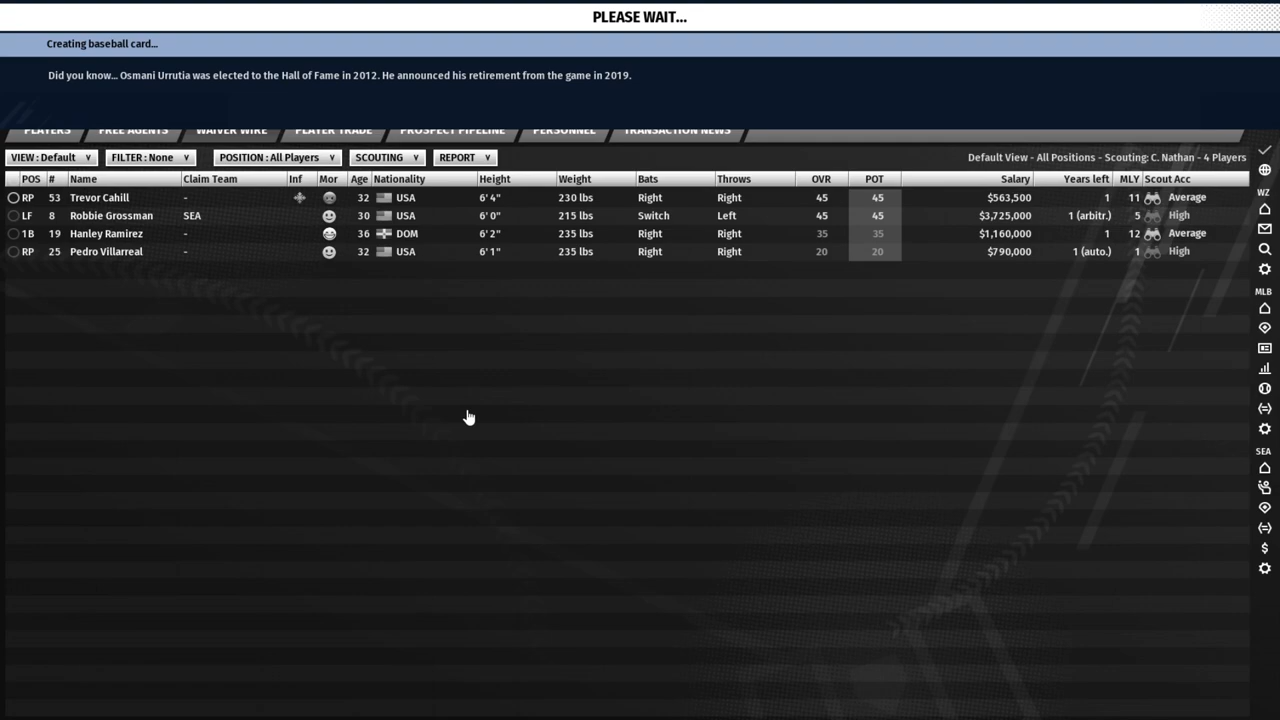 PLEASE WAIT...
Creating baseball card...
Did you know... Osmani Urrutia was elected to the Hall of Fame in 2012. He announced his retirement from the game in 2019.
PLAYERS FREE AGENTS WAIVER WIRE PLAYER TRADE PROSPECT PIPELINE PERSONNEL TRANSACTION NEWS
VIEW : Default FILTER : None POSITION : All Players SCOUTING REPORT Default View - All Positions - Scouting: C. Nathan - 4 Players
POS # Name Claim Team Inf Mor Age Nationality Height Weight Bats Throws OVR POT Salary Years left MLY Scout Acc
RP 53 Trevor Cahill - 32 USA 6' 4" 230 lbs Right Right 45 45 $563,500 1 11 Average
LF 8 Robbie Grossman SEA 30 USA 6' 0" 215 lbs Switch Left 45 45 $3,725,000 1 (arbitr.) 5 High
1B 19 Hanley Ramirez - 36 DOM 6' 2" 235 lbs Right Right 35 35 $1,160,000 1 12 Average
RP 25 Pedro Villarreal - 32 USA 6' 1" 235 lbs Right Right 20 20 $790,000 1 (auto.) 1 High
WZ
MLB
SEA
$